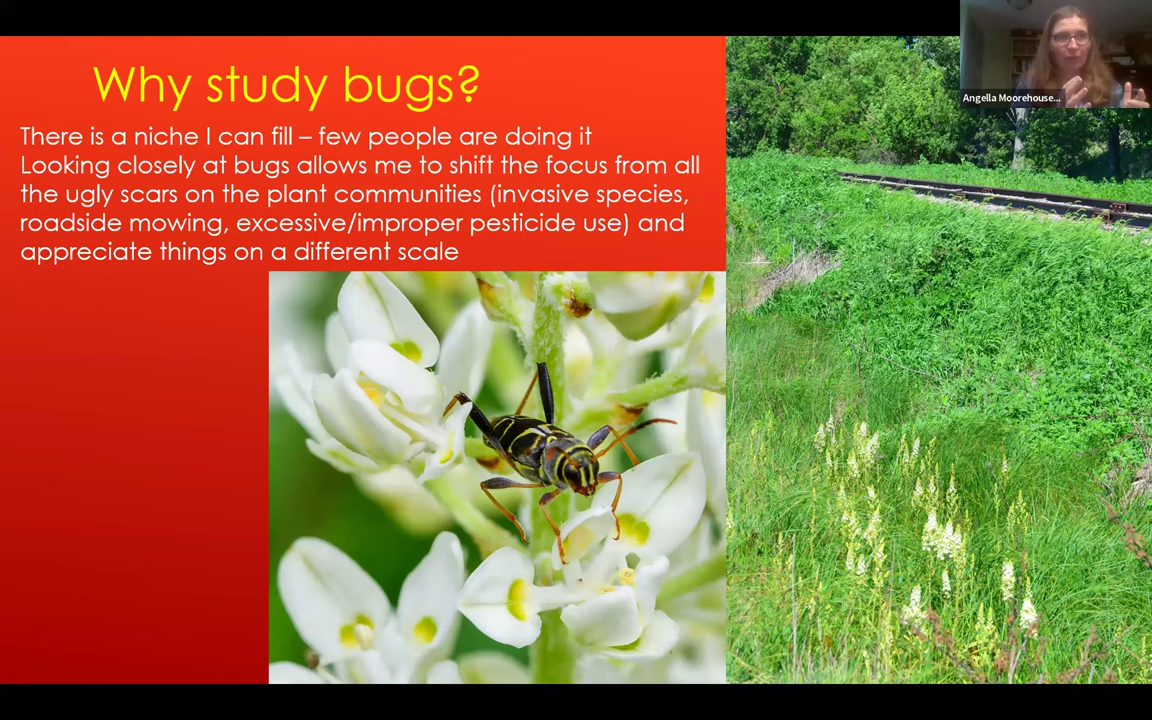 Why study bugs?
There is a niche I can fill – few people are doing it
Looking closely at bugs allows me to shift the focus from all
the ugly scars on the plant communities (invasive species,
roadside mowing, excessive/improper pesticide use) and
appreciate things on a different scale
Angella Moorehouse...